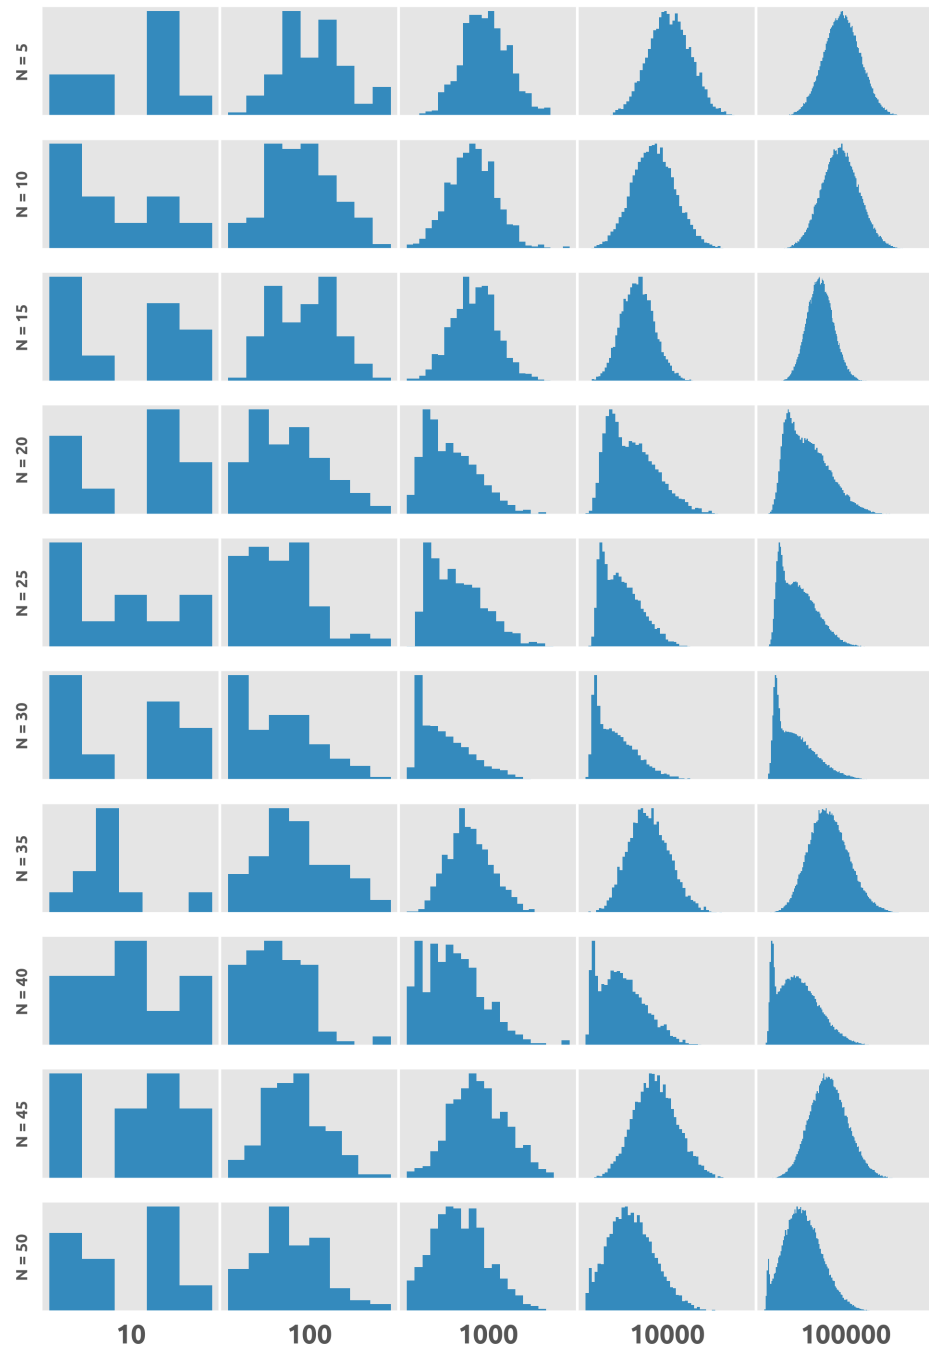 N = 5
N = 10
N = 15
N = 20
N = 25
N = 30
N = 35
N = 40
N = 45
N = 50
10 100 1000 10000 100000